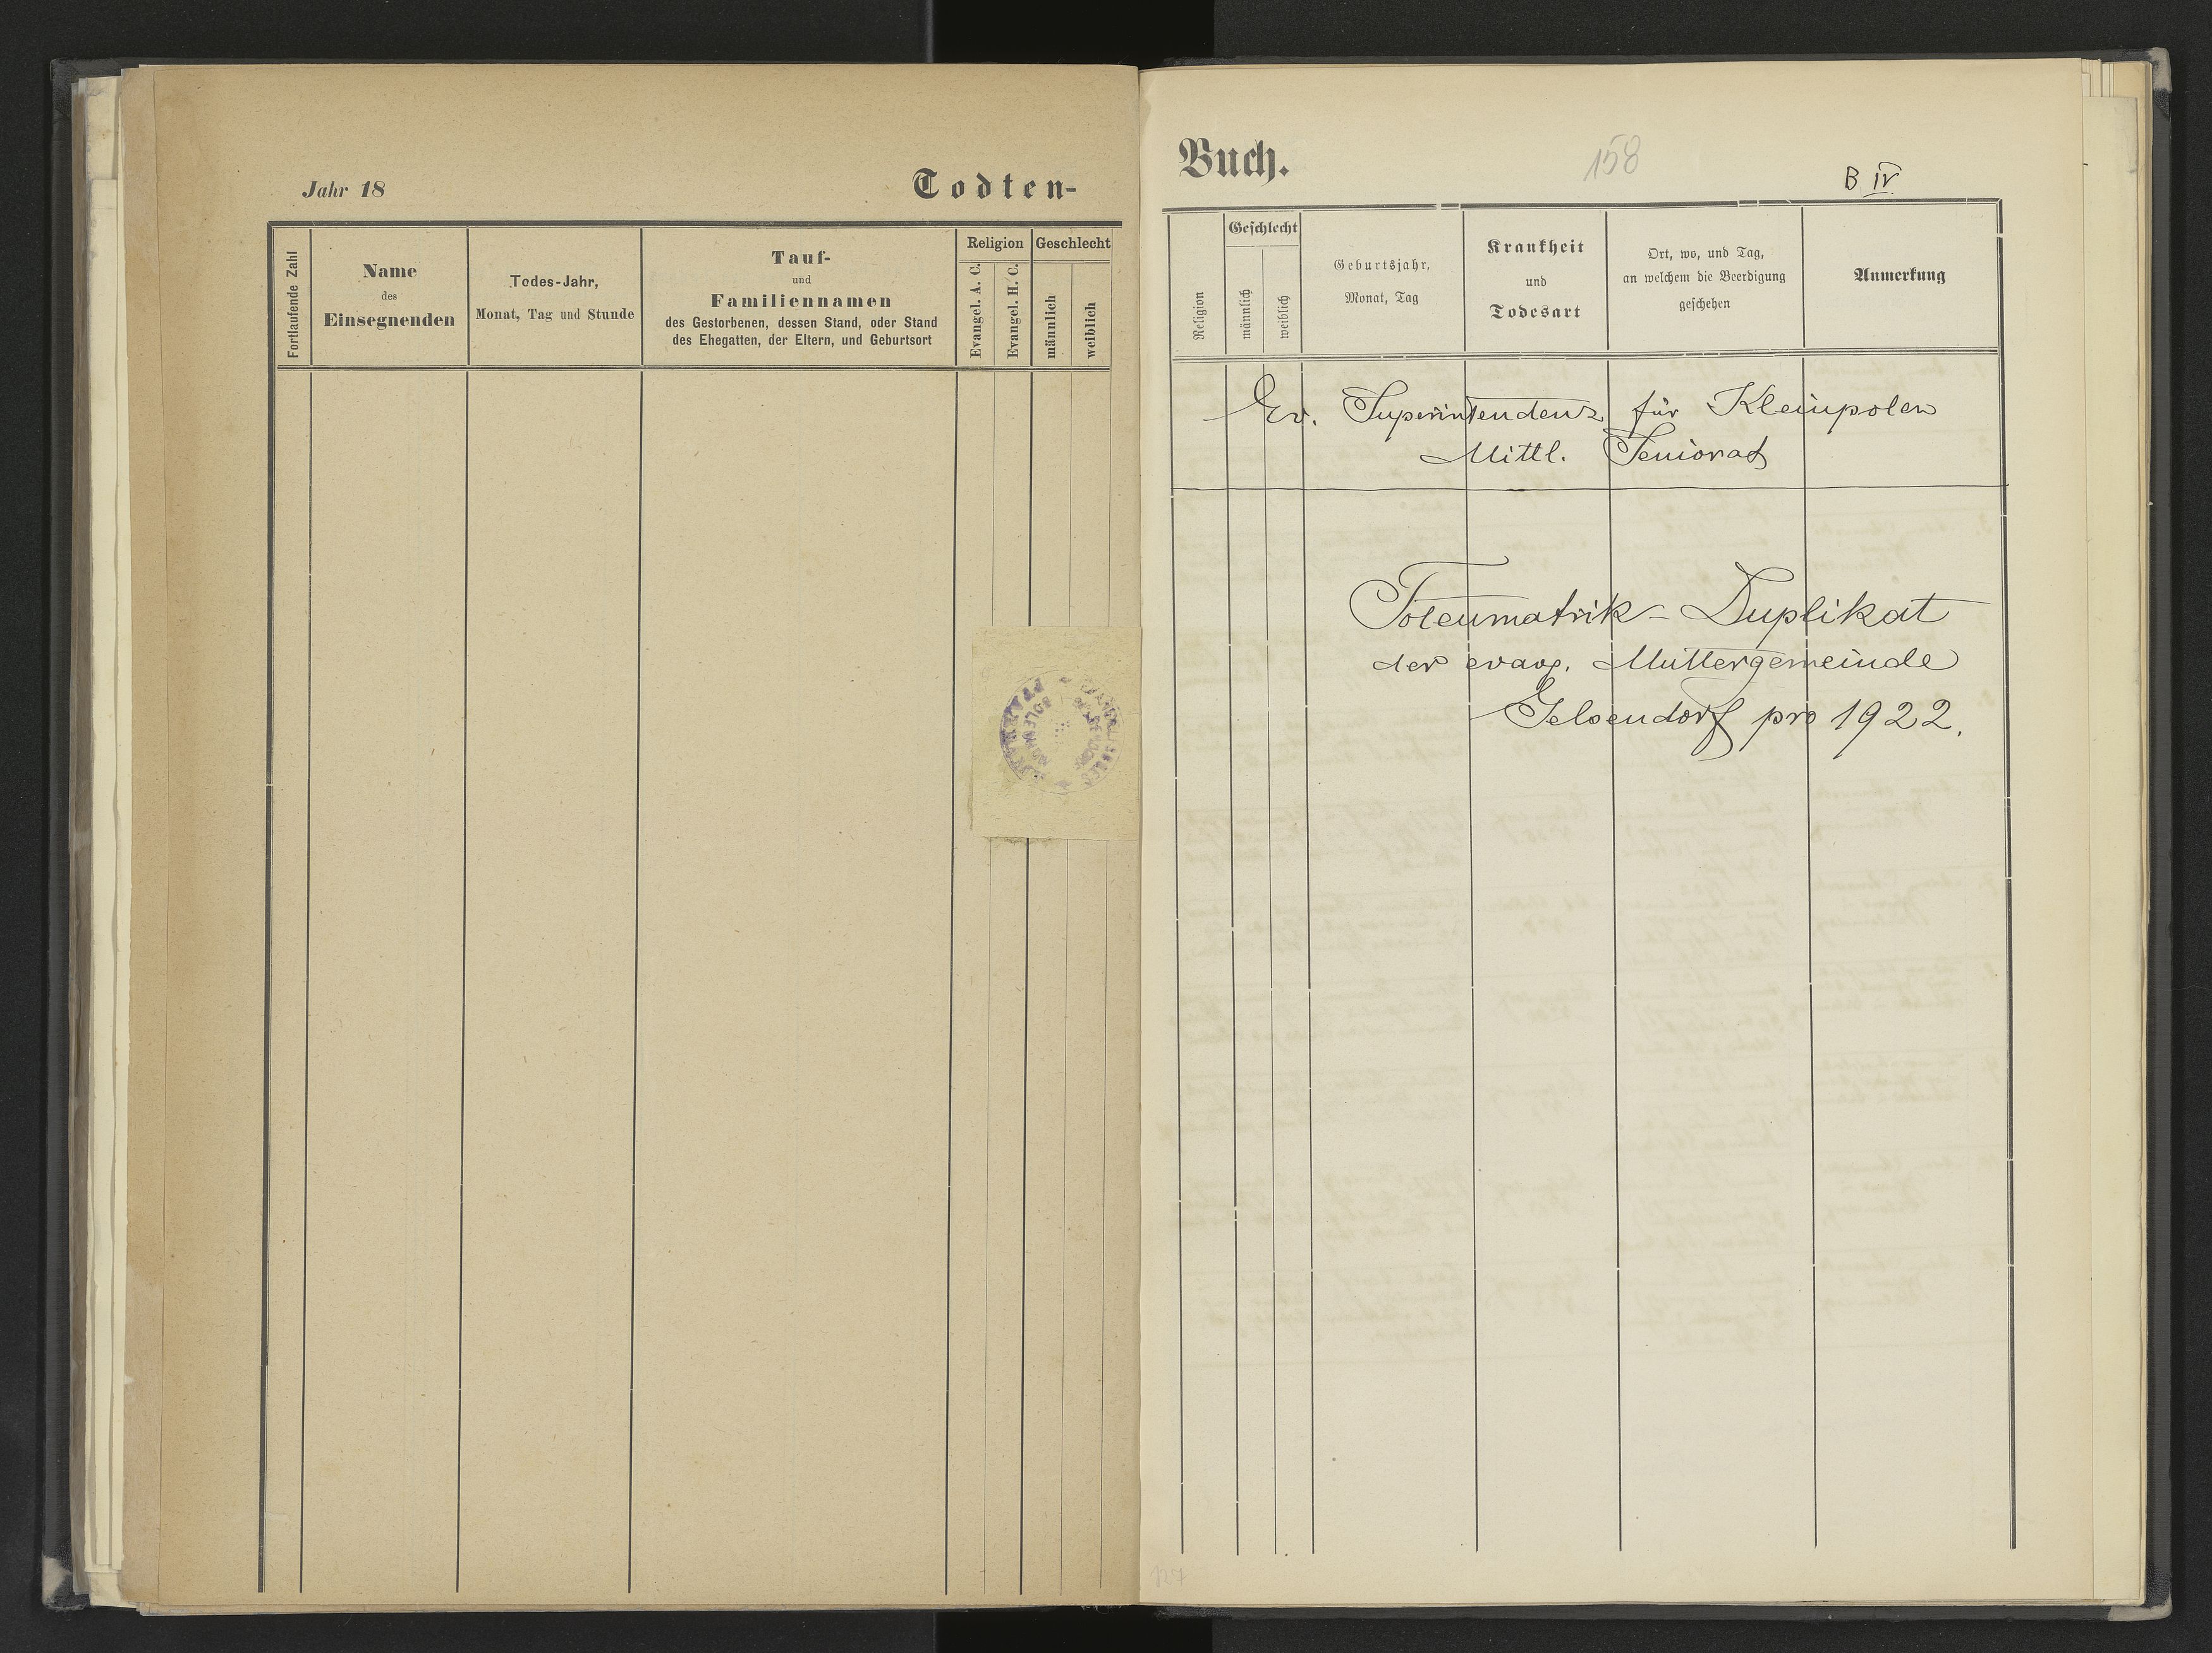 Jahr 18
Todten-
Fortlaufende Zahl
Name
des
Einsegnenden
Todes-Jahr,
Monat, Tag und Stunde
Tauf-
und
Familiennamen
des Gestorbenen, dessen Stand, oder Stand
des Ehegatten, der Eltern, und Geburtsort
Religion
Evangel. A. C.
Evangel. H. C.
Geschlecht
männlich
weiblich
PFARRAMT
Buch.
158
B IV.
Religion
Geschlecht
männlich
weiblich
Geburtsjahr,
Monat, Tag
Krankheit
und
Todesart
Ort, wo, und Tag,
an welchem die Beerdigung
geschehen
Anmerkung
Ev. Superintendenz für Kleinpolen
Mittl. Seniorat
Totenmatrik-Duplikat
der evang. Muttergemeinde
Gelsendorf pro 1922.
127